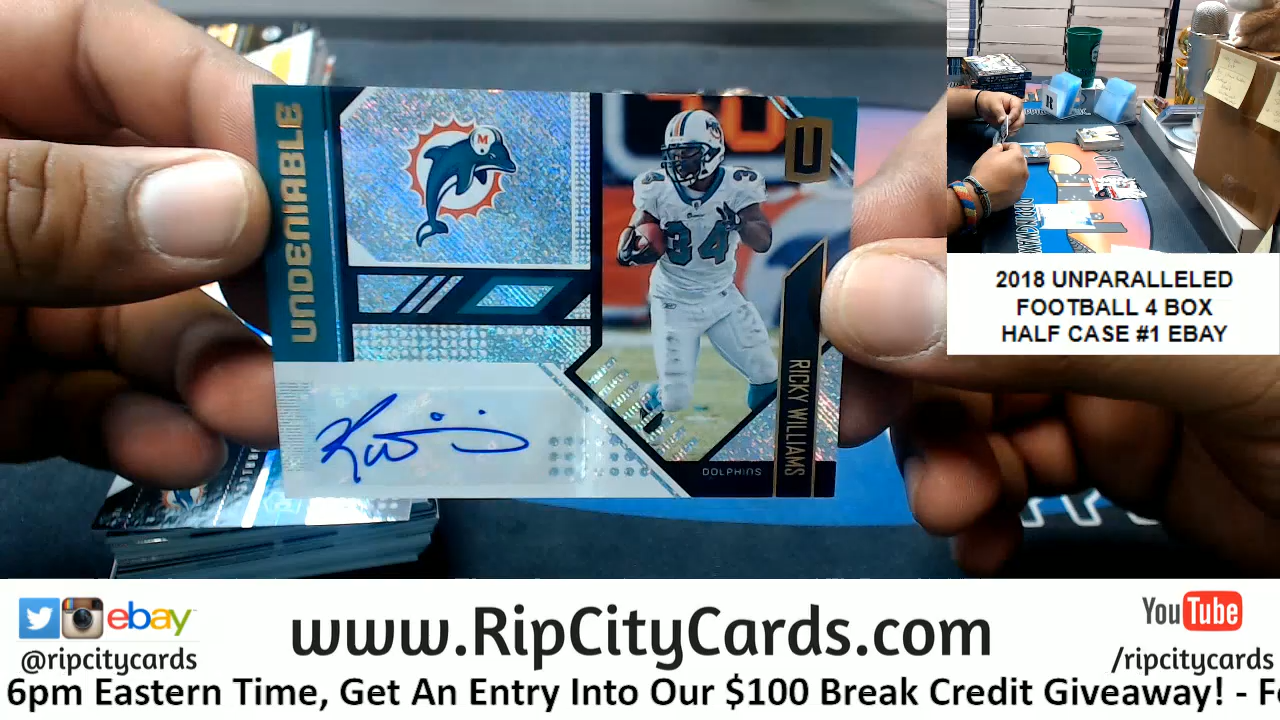 UNDENIABLE
M
U
34
RICKY WILLIAMS
DOLPHINS
R
2018 UNPARALLELED
FOOTBALL 4 BOX
HALF CASE #1 EBAY
ebay
@ripcitycards
www.RipCityCards.com
YouTube
/ripcitycards
6pm Eastern Time, Get An Entry Into Our $100 Break Credit Giveaway! - Fo